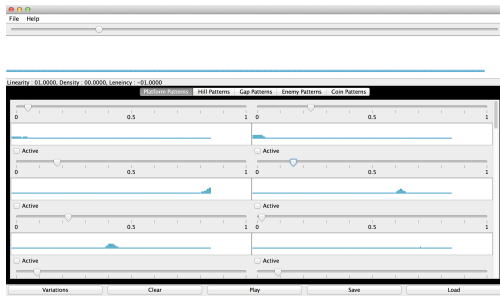 File Help
Linearity : 01.0000, Density : 00.0000, Leneincy : -01.0000
Platform Patterns Hill Patterns Gap Patterns Enemy Patterns Coin Patterns
0 0.5 1 0 0.5 1
Active Active
0 0.5 1 0 0.5 1
Active Active
0 0.5 1 0 0.5 1
Active Active
Variations Clear Play Save Load